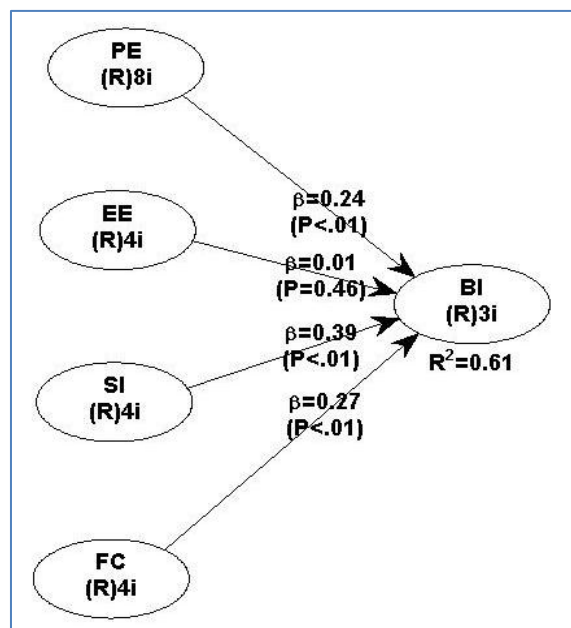 PE
(R)8i
β=0.24
(P<.01)
EE
(R)4i
β=0.01
(P=0.46)
BI
(R)3i
R²=0.61
SI
(R)4i
β=0.39
(P<.01)
β=0.27
(P<.01)
FC
(R)4i